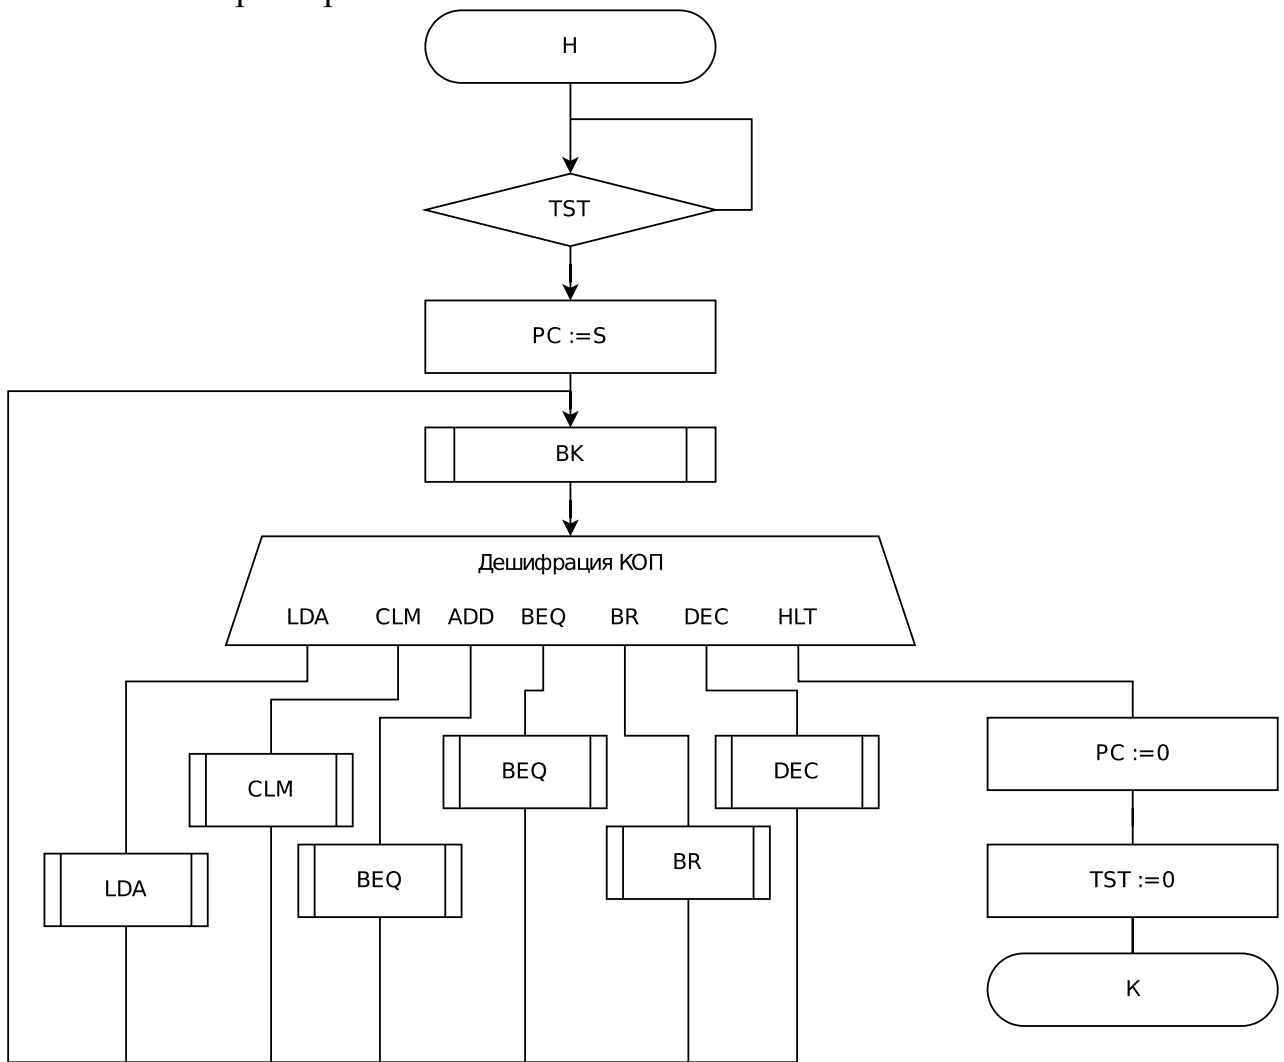 Н
TST
PC :=S
ВК
Дешифрация КОП
LDA CLM ADD BEQ BR DEC HLT
BEQ
DEC
PC :=0
CLM
BR
LDA
BEQ
TST :=0
К